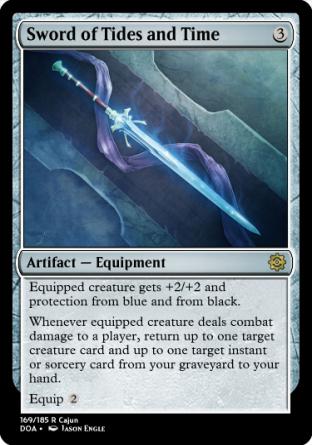 Sword of Tides and Time 3
Artifact — Equipment
Equipped creature gets +2/+2 and
protection from blue and from black.
Whenever equipped creature deals combat
damage to a player, return up to one target
creature card and up to one target instant
or sorcery card from your graveyard to your
hand.
Equip 2
169/185 R Cajun
DOA • Jason Engle